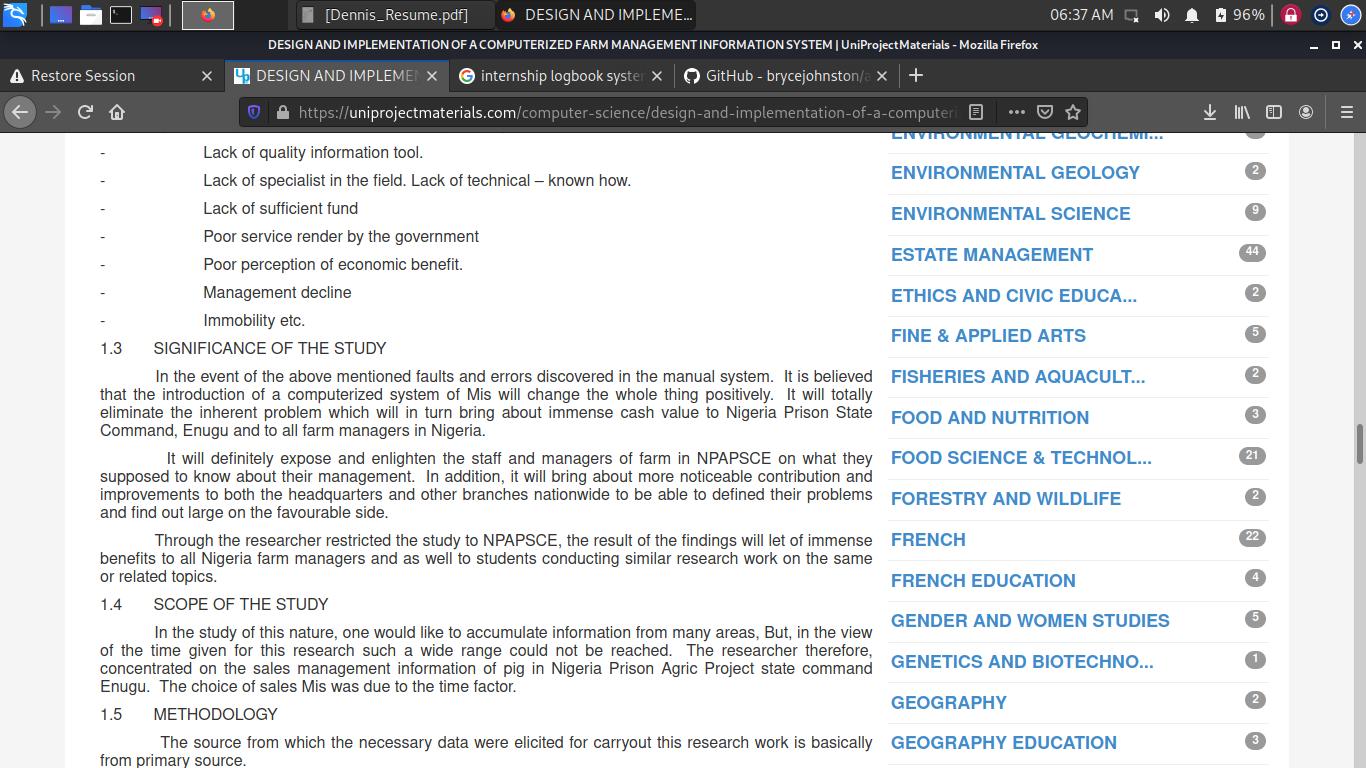 [Dennis_Resume.pdf]
DESIGN AND IMPLEME...
06:37 AM
96%
DESIGN AND IMPLEMENTATION OF A COMPUTERIZED FARM MANAGEMENT INFORMATION SYSTEM | UniProjectMaterials - Mozilla Firefox
Restore Session
DESIGN AND IMPLEMEN
internship logbook syste
GitHub - brycejohnston/a
https://uniprojectmaterials.com/computer-science/design-and-implementation-of-a-computeri
- Lack of quality information tool.
- Lack of specialist in the field. Lack of technical – known how.
- Lack of sufficient fund
- Poor service render by the government
- Poor perception of economic benefit.
- Management decline
- Immobility etc.
1.3 SIGNIFICANCE OF THE STUDY
In the event of the above mentioned faults and errors discovered in the manual system. It is believed
that the introduction of a computerized system of Mis will change the whole thing positively. It will totally
eliminate the inherent problem which will in turn bring about immense cash value to Nigeria Prison State
Command, Enugu and to all farm managers in Nigeria.
It will definitely expose and enlighten the staff and managers of farm in NPAPSCE on what they
supposed to know about their management. In addition, it will bring about more noticeable contribution and
improvements to both the headquarters and other branches nationwide to be able to defined their problems
and find out large on the favourable side.
Through the researcher restricted the study to NPAPSCE, the result of the findings will let of immense
benefits to all Nigeria farm managers and as well to students conducting similar research work on the same
or related topics.
1.4 SCOPE OF THE STUDY
In the study of this nature, one would like to accumulate information from many areas, But, in the view
of the time given for this research such a wide range could not be reached. The researcher therefore,
concentrated on the sales management information of pig in Nigeria Prison Agric Project state command
Enugu. The choice of sales Mis was due to the time factor.
1.5 METHODOLOGY
The source from which the necessary data were elicited for carryout this research work is basically
from primary source.
ENVIRONMENTAL GEOCHEMI...
ENVIRONMENTAL GEOLOGY 2
ENVIRONMENTAL SCIENCE 9
ESTATE MANAGEMENT 44
ETHICS AND CIVIC EDUCA... 2
FINE & APPLIED ARTS 5
FISHERIES AND AQUACULT... 2
FOOD AND NUTRITION 3
FOOD SCIENCE & TECHNOL... 21
FORESTRY AND WILDLIFE 2
FRENCH 22
FRENCH EDUCATION 4
GENDER AND WOMEN STUDIES 5
GENETICS AND BIOTECHNO... 1
GEOGRAPHY 2
GEOGRAPHY EDUCATION 3